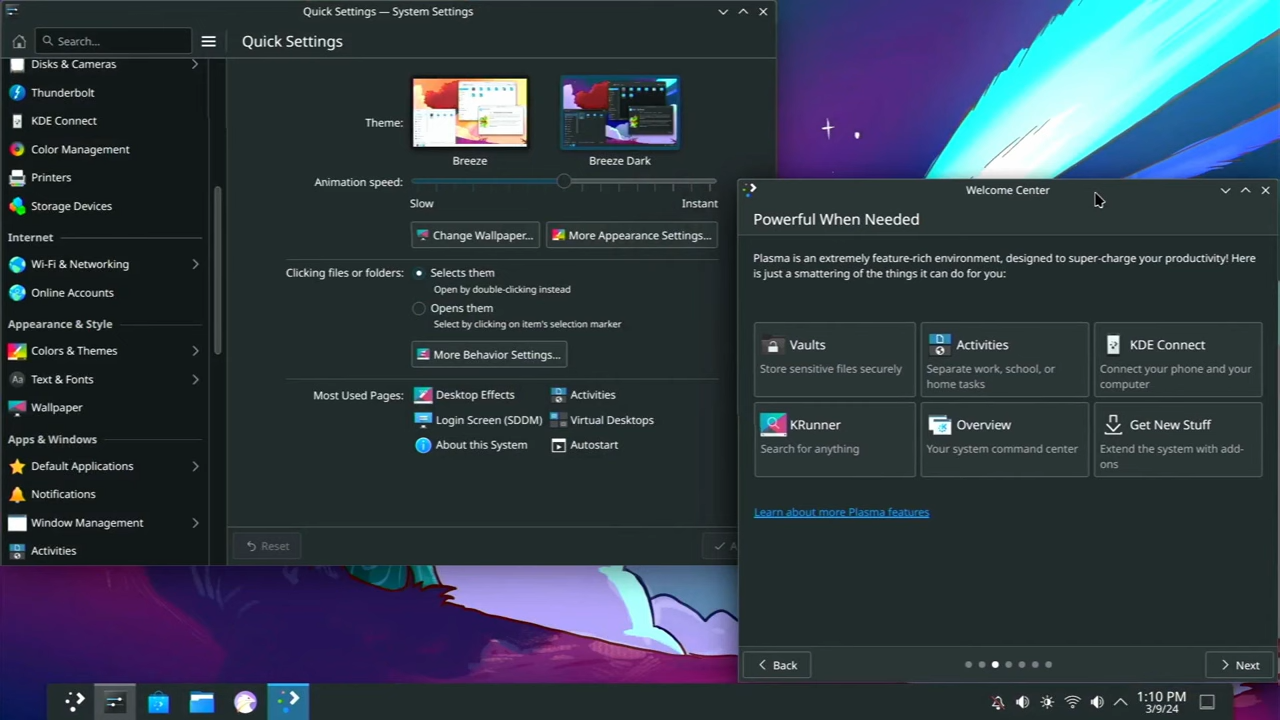 Quick Settings — System Settings
Search...
Quick Settings
Disks & Cameras
Thunderbolt
KDE Connect
Color Management
Printers
Storage Devices
Internet
Wi-Fi & Networking
Online Accounts
Appearance & Style
Colors & Themes
Text & Fonts
Wallpaper
Apps & Windows
Default Applications
Notifications
Window Management
Activities
Theme:
Breeze
Breeze Dark
Animation speed:
Slow
Instant
Change Wallpaper...
More Appearance Settings...
Clicking files or folders:
Selects them
Open by double-clicking instead
Opens them
Select by clicking on item's selection marker
More Behavior Settings...
Most Used Pages:
Desktop Effects
Activities
Login Screen (SDDM)
Virtual Desktops
About this System
Autostart
Reset
Welcome Center
Powerful When Needed
Plasma is an extremely feature-rich environment, designed to super-charge your productivity! Here
is just a smattering of the things it can do for you:
Vaults
Store sensitive files securely
Activities
Separate work, school, or
home tasks
KDE Connect
Connect your phone and your
computer
KRunner
Search for anything
Overview
Your system command center
Get New Stuff
Extend the system with add-
ons
Learn about more Plasma features
Back
Next
1:10 PM
3/9/24